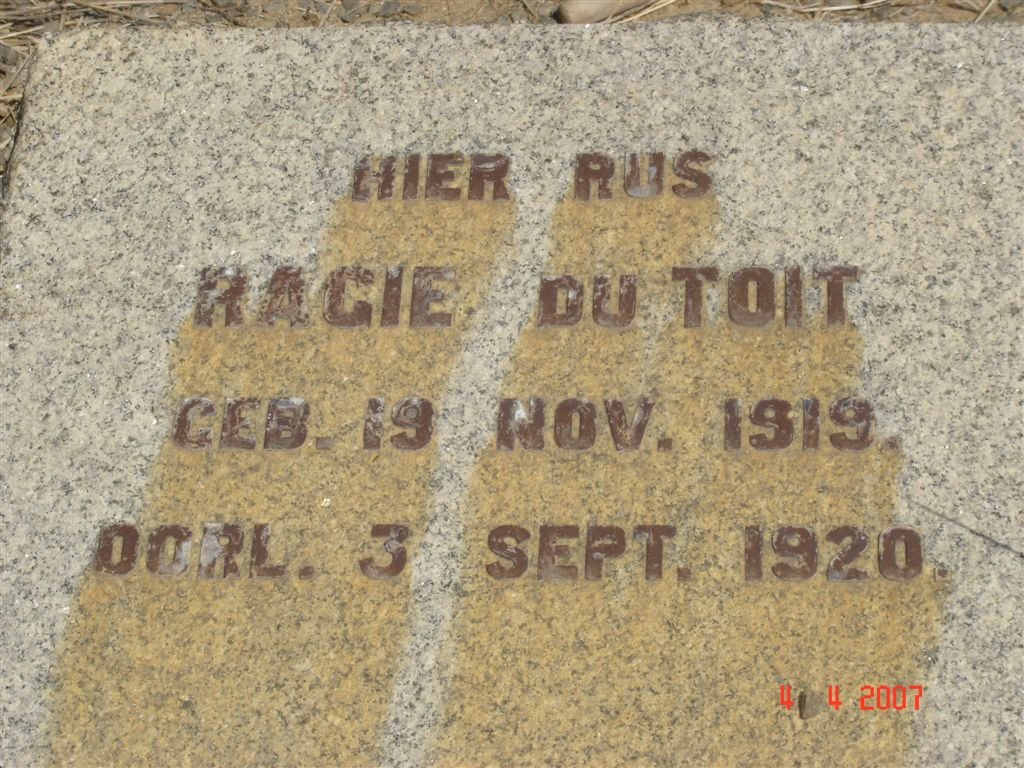 HIER RUS
RACIE DU TOIT
GEB. 19 NOV. 1919.
OORL. 3 SEPT. 1920.
4 4 2007